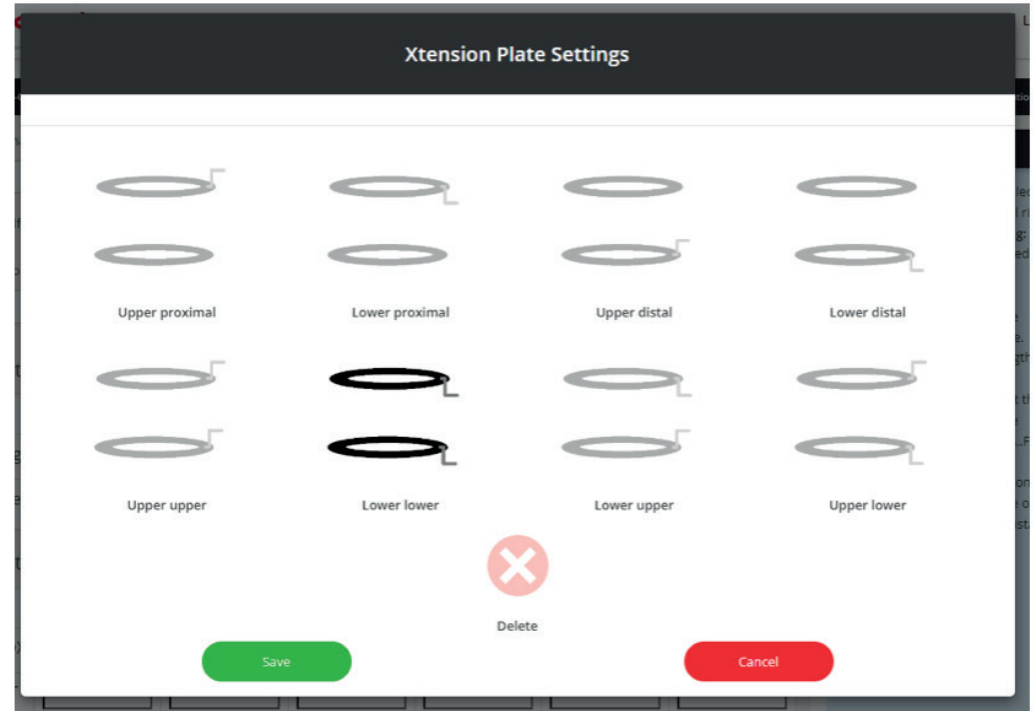 Xtension Plate Settings
Upper proximal
Lower proximal
Upper distal
Lower distal
Upper upper
Lower lower
Lower upper
Upper lower
Delete
Save
Cancel